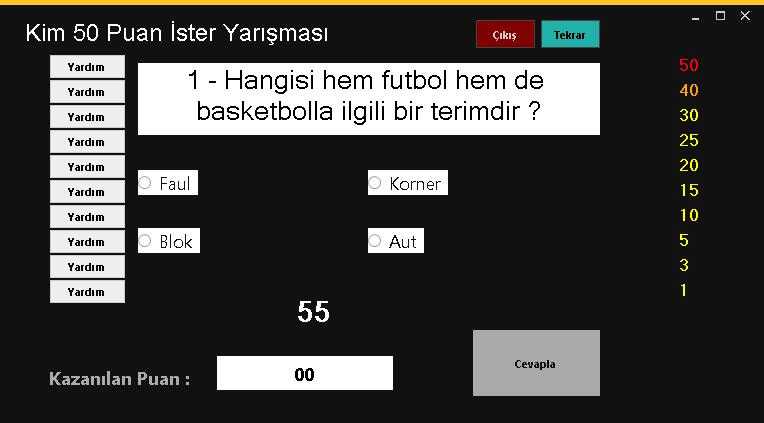 Kim 50 Puan İster Yarışması
Çıkış
Tekrar
Yardım
Yardım
Yardım
Yardım
Yardım
Yardım
Yardım
Yardım
Yardım
Yardım
1 - Hangisi hem futbol hem de
basketbolla ilgili bir terimdir ?
Faul
Korner
Blok
Aut
50
40
30
25
20
15
10
5
3
1
55
Kazanılan Puan :
00
Cevapla